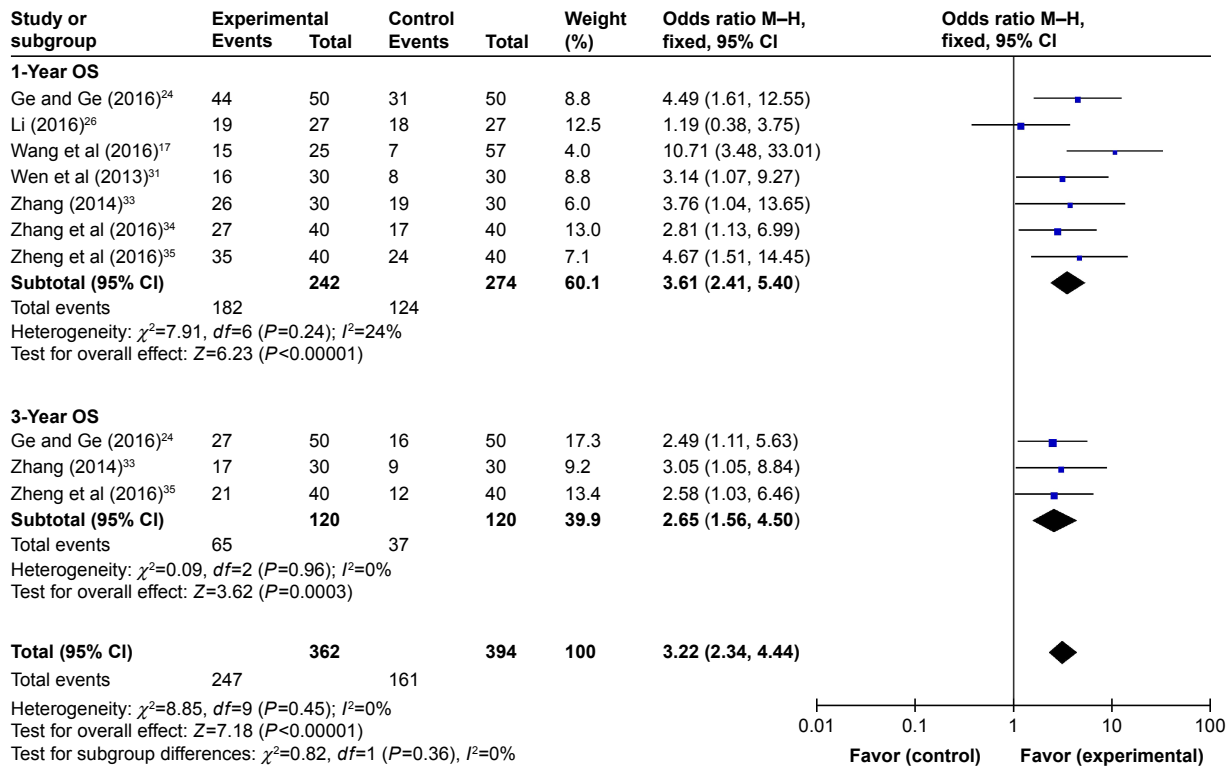 Study or subgroup Experimental Events Total Control Events Total Weight (%) Odds ratio M–H, fixed, 95% CI Odds ratio M–H, fixed, 95% CI
1-Year OS
Ge and Ge (2016)²⁴ 44 50 31 50 8.8 4.49 (1.61, 12.55)
Li (2016)²⁶ 19 27 18 27 12.5 1.19 (0.38, 3.75)
Wang et al (2016)¹⁷ 15 25 7 57 4.0 10.71 (3.48, 33.01)
Wen et al (2013)³¹ 16 30 8 30 8.8 3.14 (1.07, 9.27)
Zhang (2014)³³ 26 30 19 30 6.0 3.76 (1.04, 13.65)
Zhang et al (2016)³⁴ 27 40 17 40 13.0 2.81 (1.13, 6.99)
Zheng et al (2016)³⁵ 35 40 24 40 7.1 4.67 (1.51, 14.45)
Subtotal (95% CI) 242 274 60.1 3.61 (2.41, 5.40)
Total events 182 124
Heterogeneity: χ²=7.91, df=6 (P=0.24); I²=24%
Test for overall effect: Z=6.23 (P<0.00001)
3-Year OS
Ge and Ge (2016)²⁴ 27 50 16 50 17.3 2.49 (1.11, 5.63)
Zhang (2014)³³ 17 30 9 30 9.2 3.05 (1.05, 8.84)
Zheng et al (2016)³⁵ 21 40 12 40 13.4 2.58 (1.03, 6.46)
Subtotal (95% CI) 120 120 39.9 2.65 (1.56, 4.50)
Total events 65 37
Heterogeneity: χ²=0.09, df=2 (P=0.96); I²=0%
Test for overall effect: Z=3.62 (P=0.0003)
Total (95% CI) 362 394 100 3.22 (2.34, 4.44)
Total events 247 161
Heterogeneity: χ²=8.85, df=9 (P=0.45); I²=0%
Test for overall effect: Z=7.18 (P<0.00001)
Test for subgroup differences: χ²=0.82, df=1 (P=0.36), I²=0%
0.01 0.1 1 10 100
Favor (control) Favor (experimental)